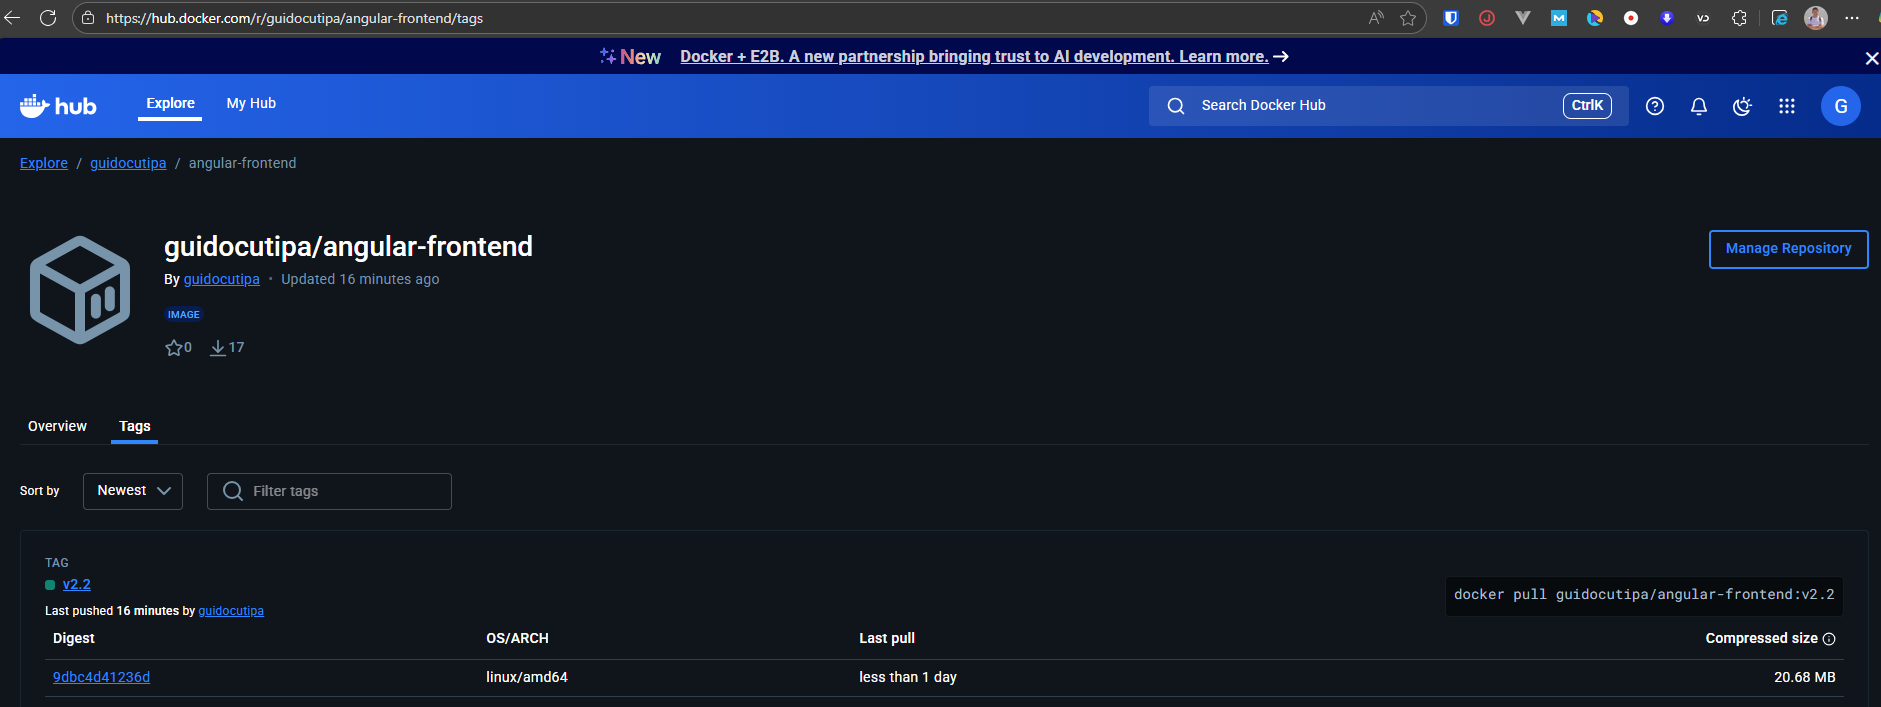 https://hub.docker.com/r/guidocutipa/angular-frontend/tags
New Docker + E2B. A new partnership bringing trust to AI development. Learn more. →
hub Explore My Hub Search Docker Hub CtrlK G
Explore / guidocutipa / angular-frontend
guidocutipa/angular-frontend
Manage Repository
By guidocutipa • Updated 16 minutes ago
IMAGE
0 17
Overview Tags
Sort by Newest Filter tags
TAG
v2.2
docker pull guidocutipa/angular-frontend:v2.2
Last pushed 16 minutes by guidocutipa
Digest OS/ARCH Last pull Compressed size
9dbc4d41236d linux/amd64 less than 1 day 20.68 MB